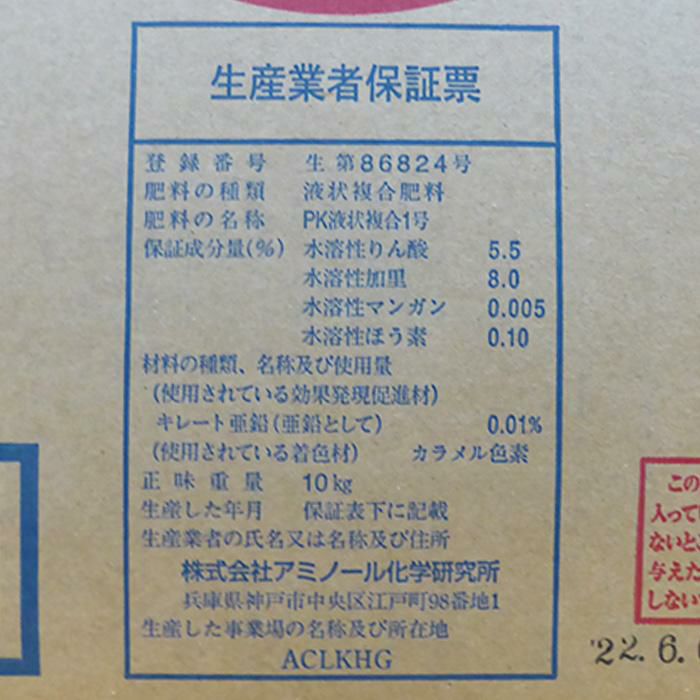 生産業者保証票
登録番号 生第86824号
肥料の種類 液状複合肥料
肥料の名称 PK液状複合1号
保証成分量(%) 水溶性りん酸 5.5
水溶性加里 8.0
水溶性マンガン 0.005
水溶性ほう素 0.10
材料の種類、名称及び使用量
(使用されている効果発現促進材)
キレート亜鉛(亜鉛として) 0.01%
(使用されている着色材) カラメル色素
正味重量 10kg
生産した年月 保証表下に記載
生産業者の氏名又は名称及び住所
株式会社アミノール化学研究所
兵庫県神戸市中央区江戸町98番地1
生産した事業場の名称及び所在地
ACLKHG
この
入って
ないと
与えた
しない
'22.6.